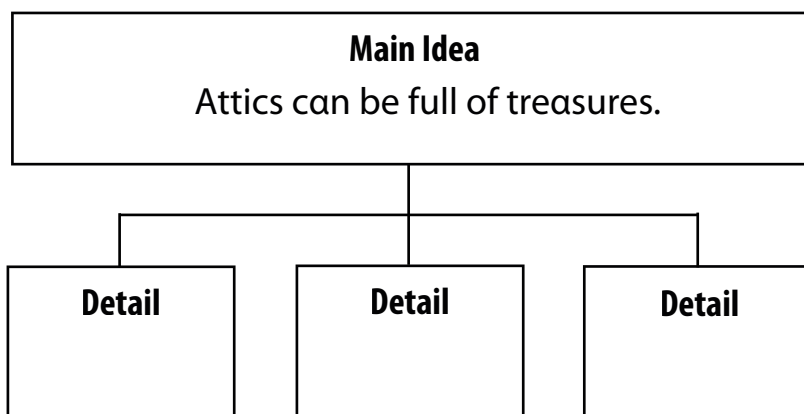 Main Idea
Attics can be full of treasures.
Detail
Detail
Detail